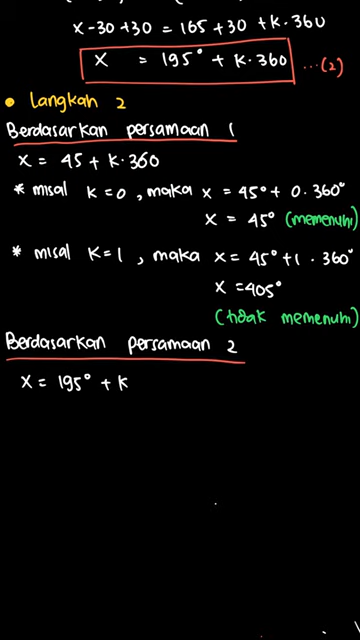 x-30+30 = 165 + 30 + k.360
x = 195° + k.360 ...(2)
• Langkah 2
Berdasarkan persamaan 1
x = 45 + k.360
* misal k=0, maka x = 45° + 0.360°
x = 45° (memenuhi)
* misal k=1, maka x = 45° + 1.360°
x = 405°
(tidak memenuhi)
Berdasarkan persamaan 2
x = 195° + k